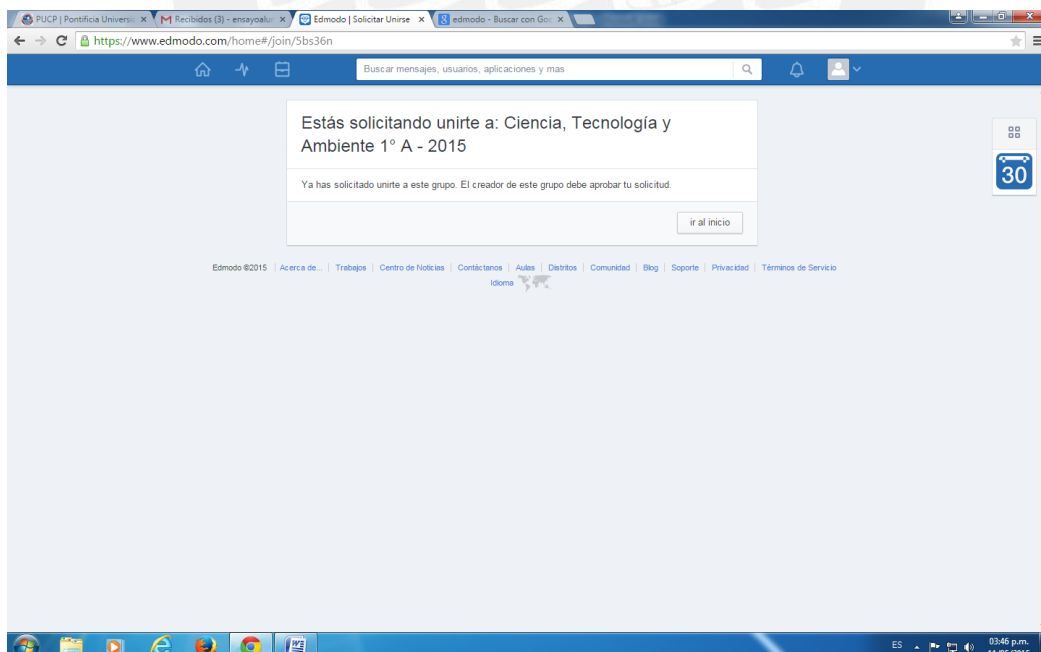 PUCP | Pontificia Universi
Recibidos (3) - ensayoalu
Edmodo | Solicitar Unirse
edmodo - Buscar con Goo
https://www.edmodo.com/home#/join/5bs36n
Buscar mensajes, usuarios, aplicaciones y mas
Estás solicitando unirte a: Ciencia, Tecnología y
Ambiente 1° A - 2015
30
Ya has solicitado unirte a este grupo. El creador de este grupo debe aprobar tu solicitud.
ir al inicio
Edmodo ©2015 | Acerca de... | Trabajos | Centro de Noticias | Contáctanos | Aulas | Distritos | Comunidad | Blog | Soporte | Privacidad | Términos de Servicio
Idioma
ES
03:46 p.m.